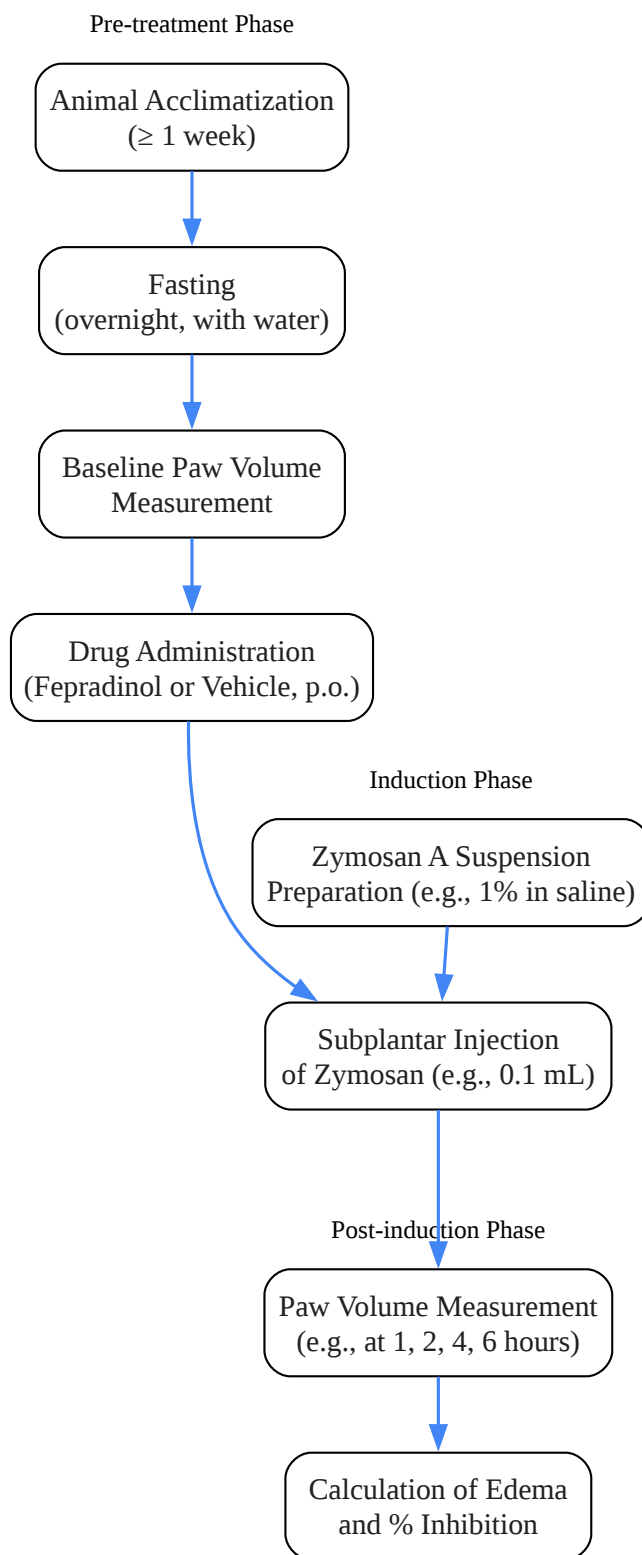 Pre-treatment Phase
Animal Acclimatization
(≥ 1 week)
Fasting
(overnight, with water)
Baseline Paw Volume
Measurement
Drug Administration
(Fepradinol or Vehicle, p.o.)
Induction Phase
Zymosan A Suspension
Preparation (e.g., 1% in saline)
Subplantar Injection
of Zymosan (e.g., 0.1 mL)
Post-induction Phase
Paw Volume Measurement
(e.g., at 1, 2, 4, 6 hours)
Calculation of Edema
and % Inhibition